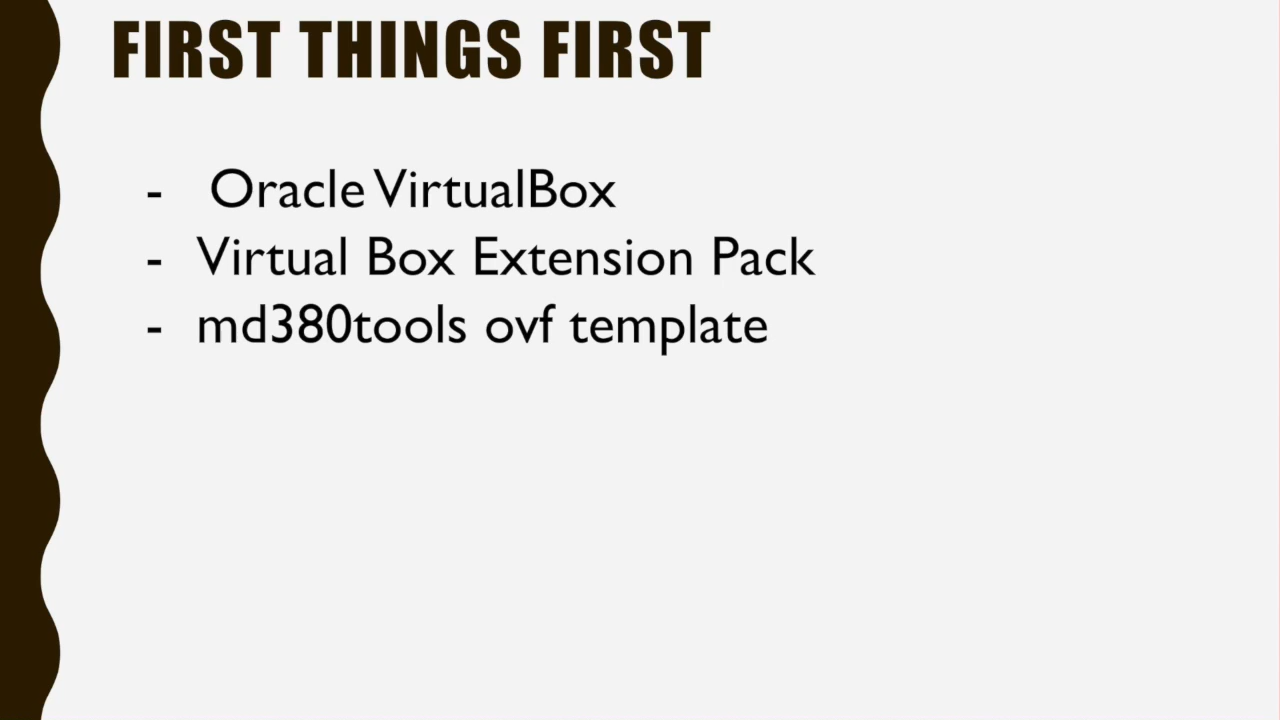 FIRST THINGS FIRST
- Oracle VirtualBox
- Virtual Box Extension Pack
- md380tools ovf template